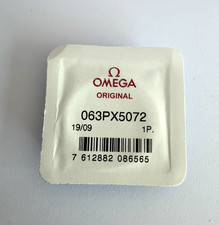 Ω
OMEGA
ORIGINAL
063PX5072
19/09 1P.
7 612882 086565